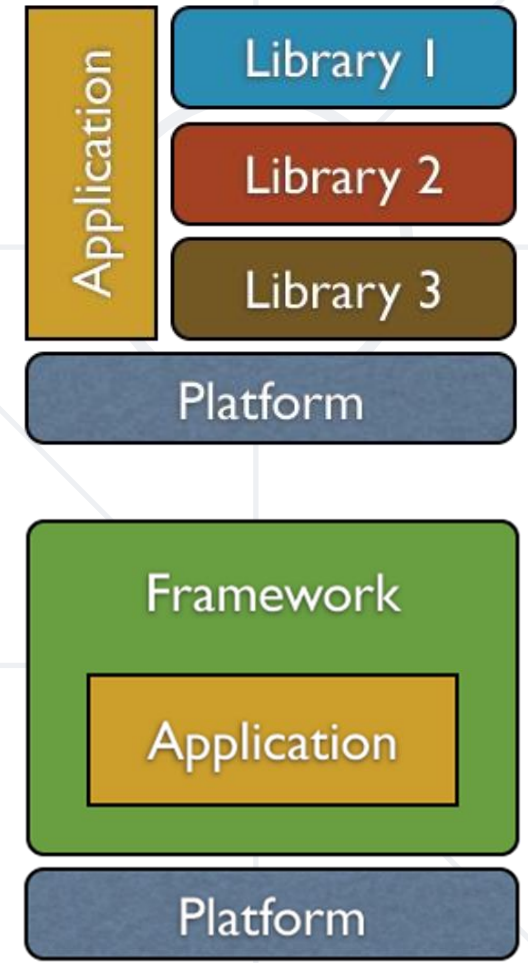 Application
Library 1
Library 2
Library 3
Platform
Framework
Application
Platform